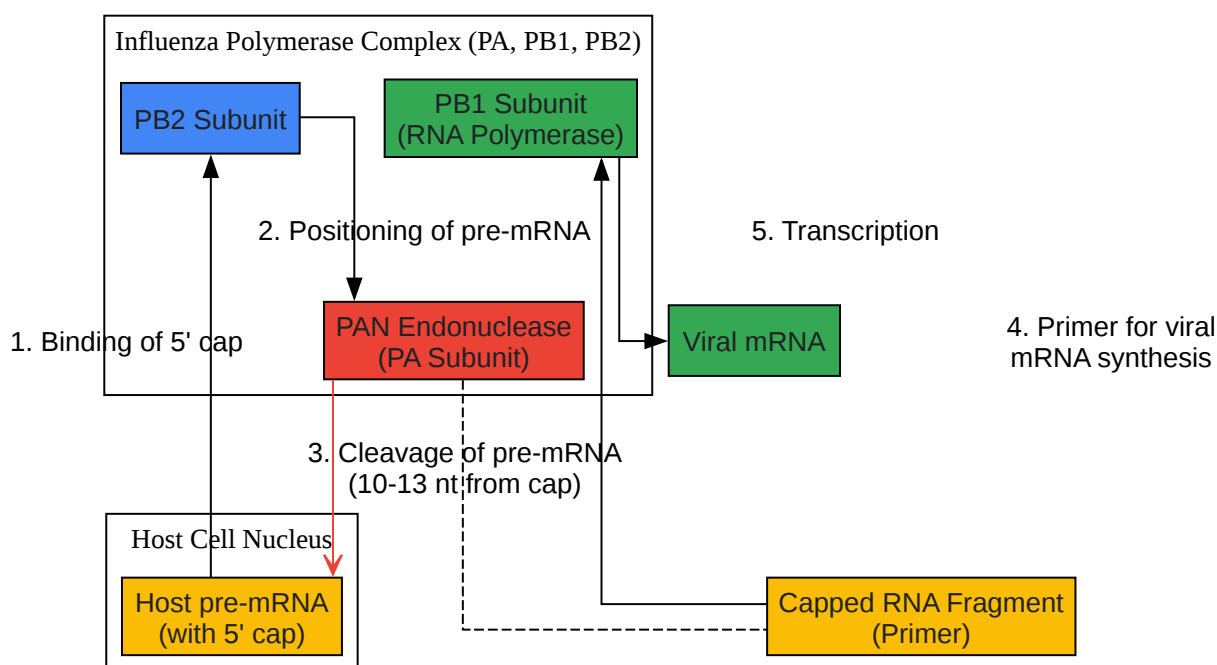 Influenza Polymerase Complex (PA, PB1, PB2)
PB2 Subunit
PB1 Subunit
(RNA Polymerase)
2. Positioning of pre-mRNA
5. Transcription
1. Binding of 5' cap
PAN Endonuclease
(PA Subunit)
Viral mRNA
4. Primer for viral
mRNA synthesis
3. Cleavage of pre-mRNA
(10-13 nt from cap)
Host Cell Nucleus
Host pre-mRNA
(with 5' cap)
Capped RNA Fragment
(Primer)